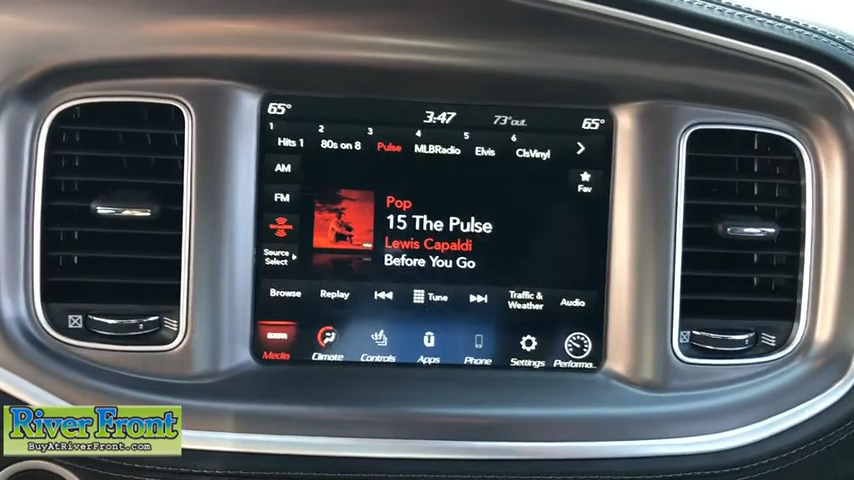 65°
3:47
73° out.
65°
1
2
3
4
5
6
Hits 1
80s on 8
Pulse
MLBRadio
Elvis
ClsVinyl
AM
FM
Fav
Source
Select
Pop
15 The Pulse
Lewis Capaldi
Before You Go
Browse
Replay
Tune
Traffic &
Weather
Audio
Media
Climate
Controls
Apps
Phone
Settings
Performa...
River Front
BuyAtRiverFront.com